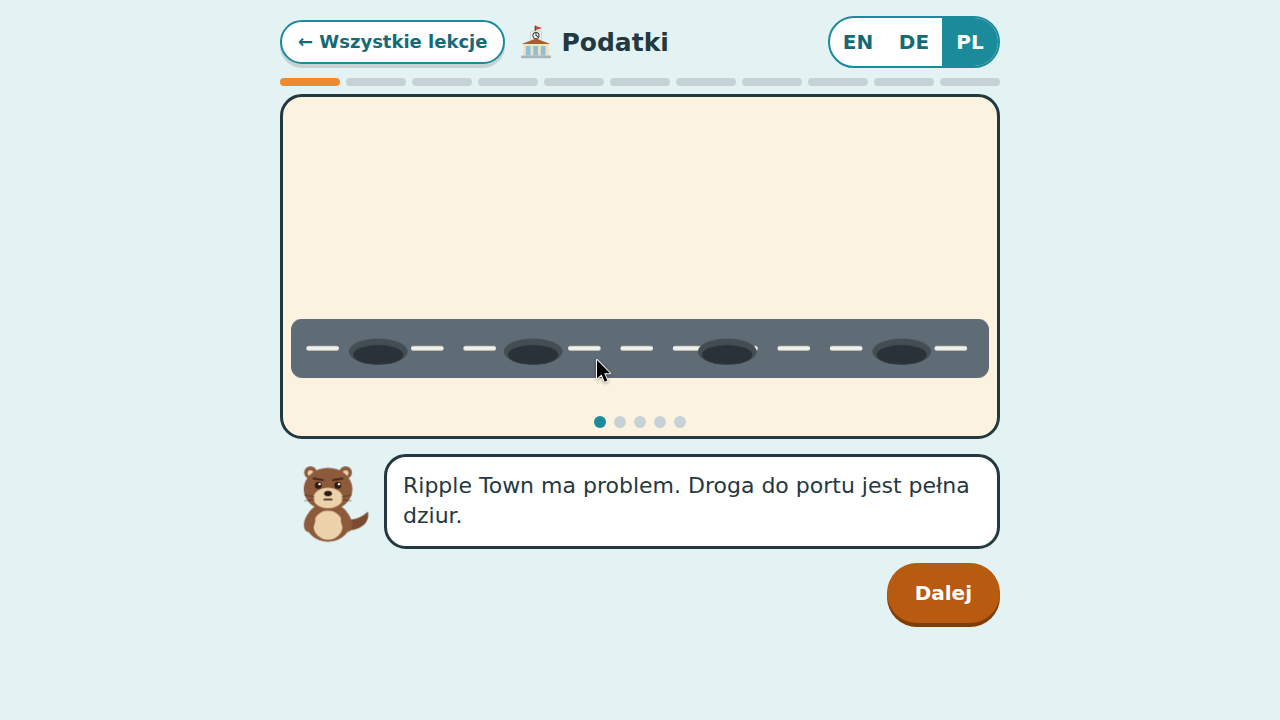 ← Wszystkie lekcje
Podatki
EN DE PL
Ripple Town ma problem. Droga do portu jest pełna
dziur.
Dalej